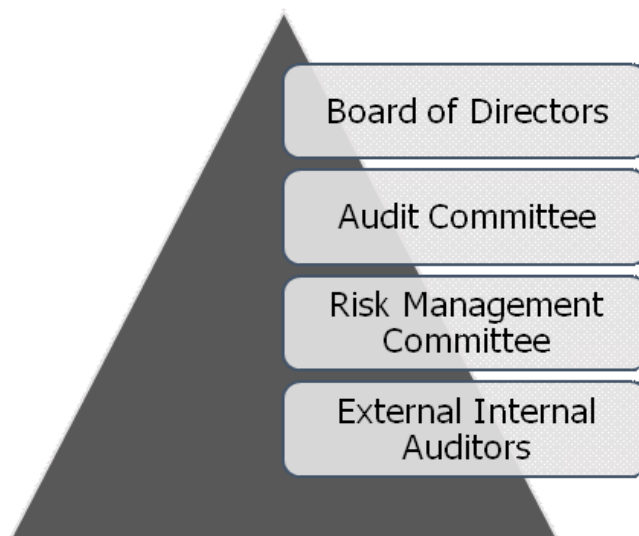 Board of Directors
Audit Committee
Risk Management
Committee
External Internal
Auditors